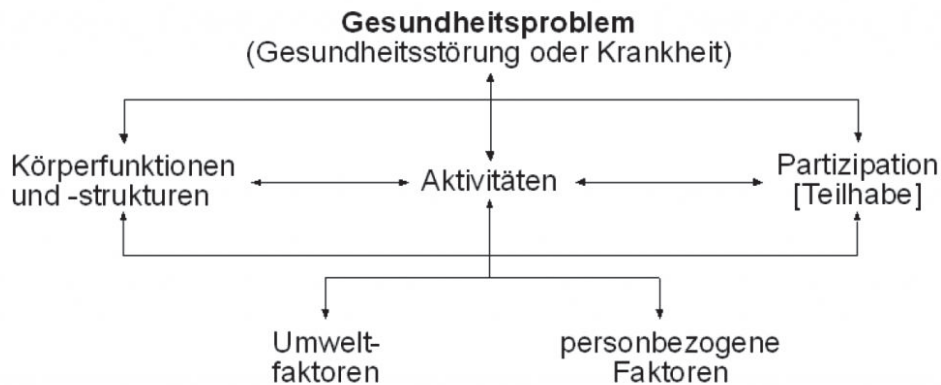 Gesundheitsproblem
(Gesundheitsstörung oder Krankheit)
Körperfunktionen
und -strukturen
Aktivitäten
Partizipation
[Teilhabe]
Umwelt-
faktoren
personbezogene
Faktoren